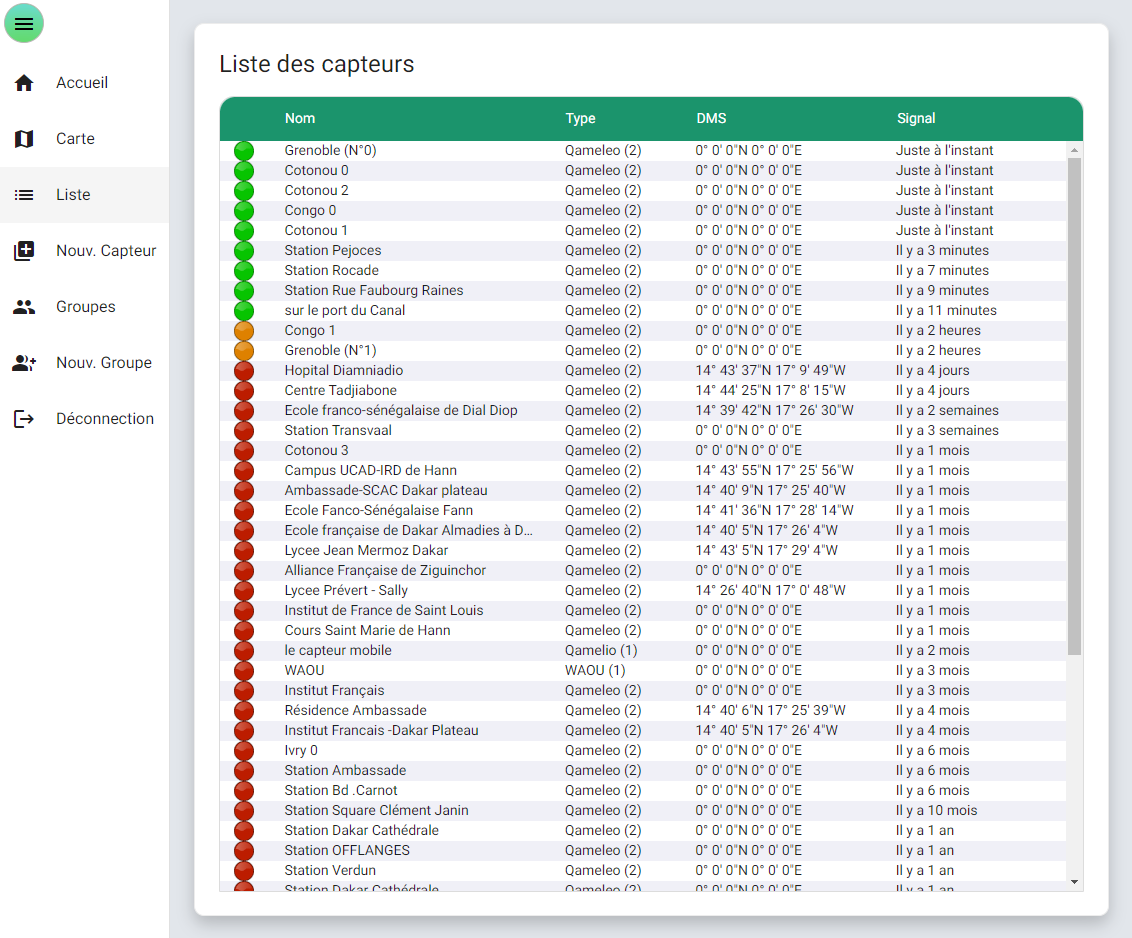 Accueil
Carte
Liste
Nouv. Capteur
Groupes
Nouv. Groupe
Déconnection
Liste des capteurs
Nom Type DMS Signal
Grenoble (N°0) Qameleo (2) 0° 0' 0"N 0° 0' 0"E Juste à l'instant
Cotonou 0 Qameleo (2) 0° 0' 0"N 0° 0' 0"E Juste à l'instant
Cotonou 2 Qameleo (2) 0° 0' 0"N 0° 0' 0"E Juste à l'instant
Congo 0 Qameleo (2) 0° 0' 0"N 0° 0' 0"E Juste à l'instant
Cotonou 1 Qameleo (2) 0° 0' 0"N 0° 0' 0"E Juste à l'instant
Station Pejoces Qameleo (2) 0° 0' 0"N 0° 0' 0"E Il y a 3 minutes
Station Rocade Qameleo (2) 0° 0' 0"N 0° 0' 0"E Il y a 7 minutes
Station Rue Faubourg Raines Qameleo (2) 0° 0' 0"N 0° 0' 0"E Il y a 9 minutes
sur le port du Canal Qameleo (2) 0° 0' 0"N 0° 0' 0"E Il y a 11 minutes
Congo 1 Qameleo (2) 0° 0' 0"N 0° 0' 0"E Il y a 2 heures
Grenoble (N°1) Qameleo (2) 0° 0' 0"N 0° 0' 0"E Il y a 2 heures
Hopital Diamniadio Qameleo (2) 14° 43' 37"N 17° 9' 49"W Il y a 4 jours
Centre Tadjiabone Qameleo (2) 14° 44' 25"N 17° 8' 15"W Il y a 4 jours
Ecole franco-sénégalaise de Dial Diop Qameleo (2) 14° 39' 42"N 17° 26' 30"W Il y a 2 semaines
Station Transvaal Qameleo (2) 0° 0' 0"N 0° 0' 0"E Il y a 3 semaines
Cotonou 3 Qameleo (2) 0° 0' 0"N 0° 0' 0"E Il y a 1 mois
Campus UCAD-IRD de Hann Qameleo (2) 14° 43' 55"N 17° 25' 56"W Il y a 1 mois
Ambassade-SCAC Dakar plateau Qameleo (2) 14° 40' 9"N 17° 25' 40"W Il y a 1 mois
Ecole Fanco-Sénégalaise Fann Qameleo (2) 14° 41' 36"N 17° 28' 14"W Il y a 1 mois
Ecole française de Dakar Almadies à D... Qameleo (2) 14° 40' 5"N 17° 26' 4"W Il y a 1 mois
Lycee Jean Mermoz Dakar Qameleo (2) 14° 43' 5"N 17° 29' 4"W Il y a 1 mois
Alliance Française de Ziguinchor Qameleo (2) 0° 0' 0"N 0° 0' 0"E Il y a 1 mois
Lycee Prévert - Sally Qameleo (2) 14° 26' 40"N 17° 0' 48"W Il y a 1 mois
Institut de France de Saint Louis Qameleo (2) 0° 0' 0"N 0° 0' 0"E Il y a 1 mois
Cours Saint Marie de Hann Qameleo (2) 0° 0' 0"N 0° 0' 0"E Il y a 1 mois
le capteur mobile Qamelio (1) 0° 0' 0"N 0° 0' 0"E Il y a 2 mois
WAOU WAOU (1) 0° 0' 0"N 0° 0' 0"E Il y a 3 mois
Institut Français Qameleo (2) 0° 0' 0"N 0° 0' 0"E Il y a 3 mois
Résidence Ambassade Qameleo (2) 14° 40' 6"N 17° 25' 39"W Il y a 4 mois
Institut Francais -Dakar Plateau Qameleo (2) 14° 40' 5"N 17° 26' 4"W Il y a 4 mois
Ivry 0 Qameleo (2) 0° 0' 0"N 0° 0' 0"E Il y a 6 mois
Station Ambassade Qameleo (2) 0° 0' 0"N 0° 0' 0"E Il y a 6 mois
Station Bd .Carnot Qameleo (2) 0° 0' 0"N 0° 0' 0"E Il y a 6 mois
Station Square Clément Janin Qameleo (2) 0° 0' 0"N 0° 0' 0"E Il y a 10 mois
Station Dakar Cathédrale Qameleo (2) 0° 0' 0"N 0° 0' 0"E Il y a 1 an
Station OFFLANGES Qameleo (2) 0° 0' 0"N 0° 0' 0"E Il y a 1 an
Station Verdun Qameleo (2) 0° 0' 0"N 0° 0' 0"E Il y a 1 an
Station Dakar Cathédrale Qameleo (2) 0° 0' 0"N 0° 0' 0"E Il y a 1 an